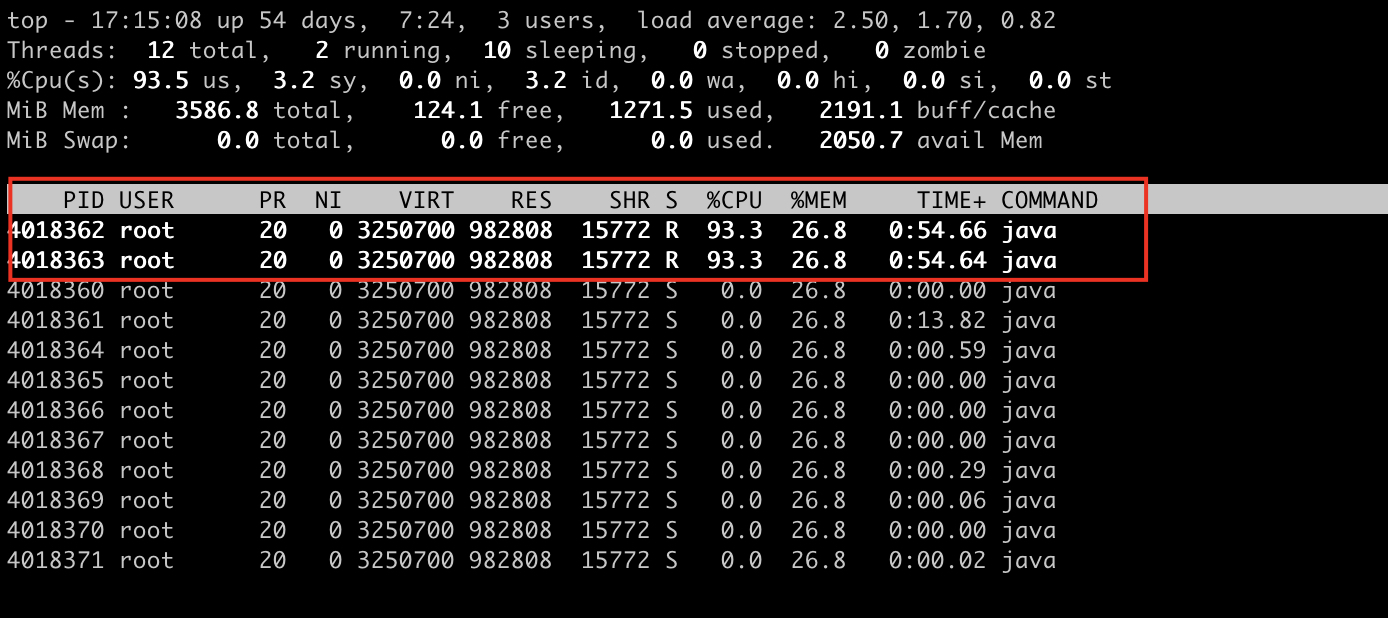 top - 17:15:08 up 54 days,  7:24,  3 users,  load average: 2.50, 1.70, 0.82
Threads:  12 total,   2 running,  10 sleeping,   0 stopped,   0 zombie
%Cpu(s): 93.5 us,  3.2 sy,  0.0 ni,  3.2 id,  0.0 wa,  0.0 hi,  0.0 si,  0.0 st
MiB Mem :   3586.8 total,    124.1 free,   1271.5 used,   2191.1 buff/cache
MiB Swap:      0.0 total,      0.0 free,      0.0 used.   2050.7 avail Mem
    PID USER      PR  NI    VIRT    RES    SHR S  %CPU  %MEM     TIME+ COMMAND
4018362 root      20   0 3250700 982808  15772 R  93.3  26.8   0:54.66 java
4018363 root      20   0 3250700 982808  15772 R  93.3  26.8   0:54.64 java
4018360 root      20   0 3250700 982808  15772 S   0.0  26.8   0:00.00 java
4018361 root      20   0 3250700 982808  15772 S   0.0  26.8   0:13.82 java
4018364 root      20   0 3250700 982808  15772 S   0.0  26.8   0:00.59 java
4018365 root      20   0 3250700 982808  15772 S   0.0  26.8   0:00.00 java
4018366 root      20   0 3250700 982808  15772 S   0.0  26.8   0:00.00 java
4018367 root      20   0 3250700 982808  15772 S   0.0  26.8   0:00.00 java
4018368 root      20   0 3250700 982808  15772 S   0.0  26.8   0:00.29 java
4018369 root      20   0 3250700 982808  15772 S   0.0  26.8   0:00.06 java
4018370 root      20   0 3250700 982808  15772 S   0.0  26.8   0:00.00 java
4018371 root      20   0 3250700 982808  15772 S   0.0  26.8   0:00.02 java